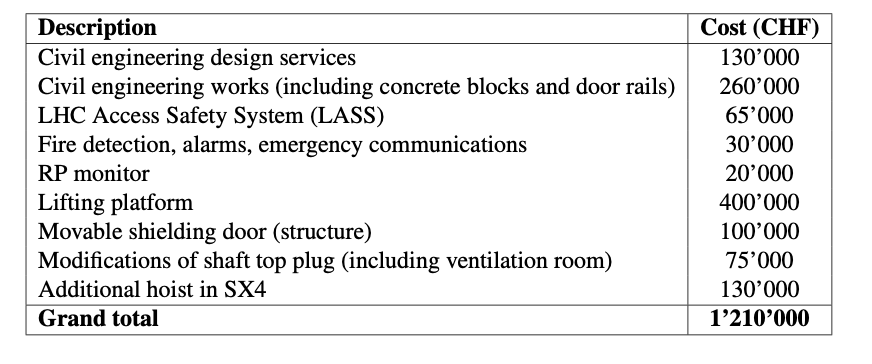 Description Cost (CHF)
Civil engineering design services 130’000
Civil engineering works (including concrete blocks and door rails) 260’000
LHC Access Safety System (LASS) 65’000
Fire detection, alarms, emergency communications 30’000
RP monitor 20’000
Lifting platform 400’000
Movable shielding door (structure) 100’000
Modifications of shaft top plug (including ventilation room) 75’000
Additional hoist in SX4 130’000
Grand total 1’210’000